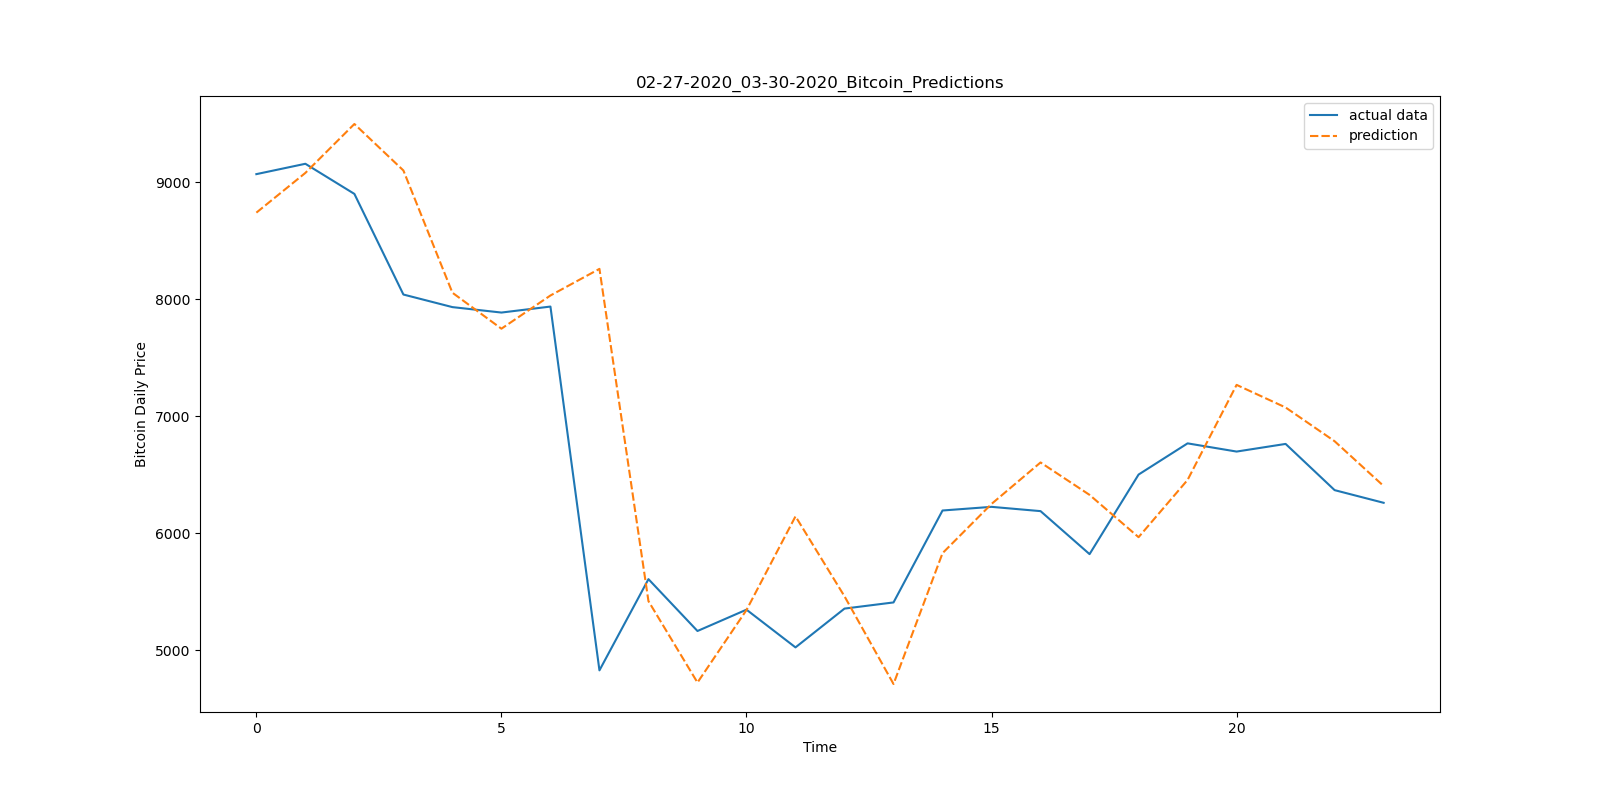 02-27-2020_03-30-2020_Bitcoin_Predictions
actual data
prediction
Bitcoin Daily Price
9000
8000
7000
6000
5000
0 5 10 15 20
Time